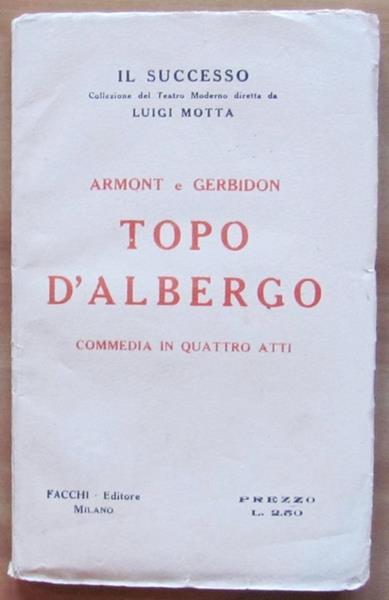 IL SUCCESSO
Collezione del Teatro Moderno diretta da
LUIGI MOTTA
ARMONT e GERBIDON
TOPO
D'ALBERGO
COMMEDIA IN QUATTRO ATTI
FACCHI - Editore
MILANO
PREZZO
L. 2.50